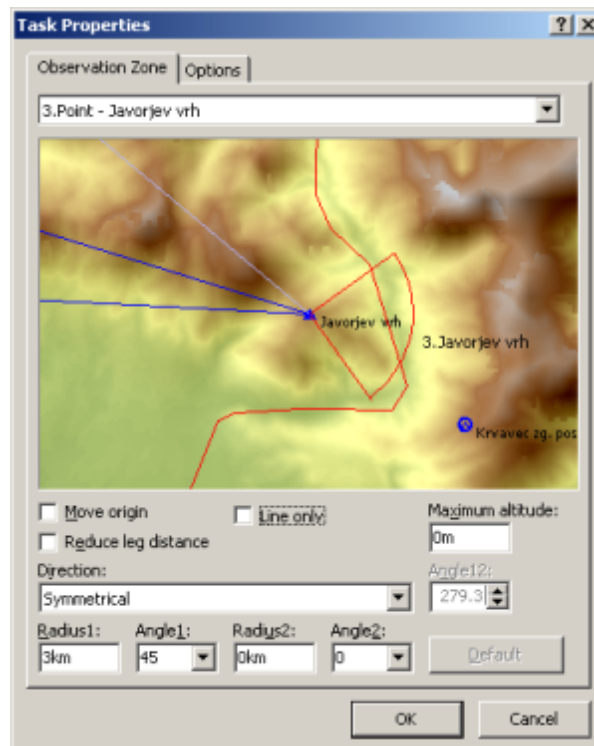 Task Properties
Observation Zone
Options
3.Point - Javorjev vrh
Javorjev vrh
3.Javorjev vrh
Krvavec zg. pos
Move origin
Line only
Maximum altitude:
Reduce leg distance
0m
Direction:
Angle12:
Symmetrical
279.3
Radius1:
Angle1:
Radius2:
Angle2:
3km
45
0km
0
Default
OK
Cancel